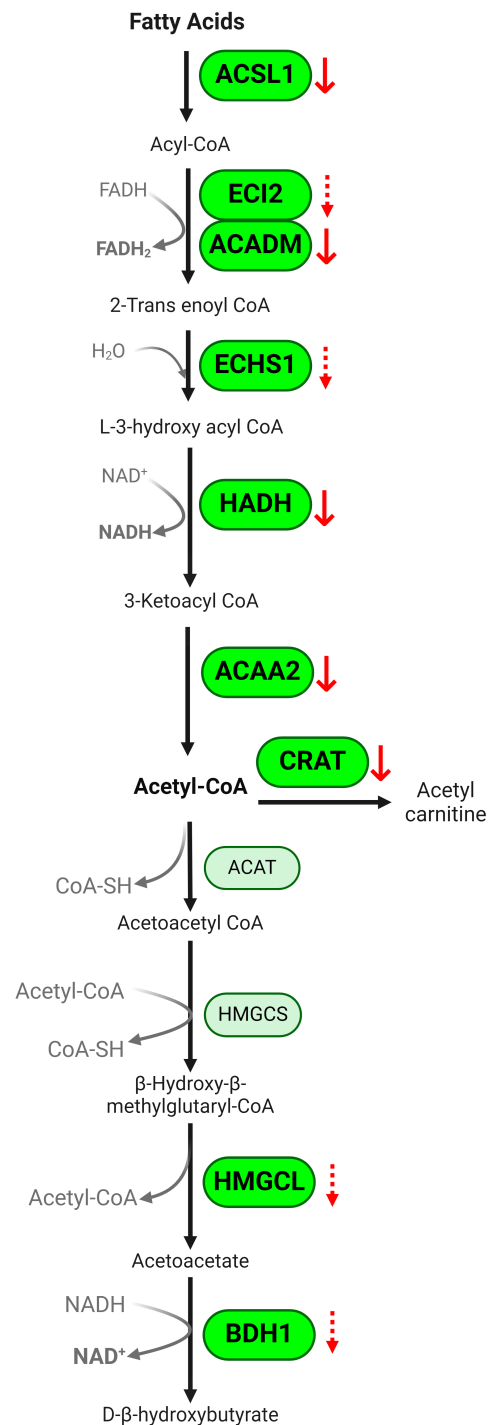 Fatty Acids
ACSL1
Acyl-CoA
FADH
ECI2
FADH₂
ACADM
2-Trans enoyl CoA
H₂O
ECHS1
L-3-hydroxy acyl CoA
NAD⁺
HADH
NADH
3-Ketoacyl CoA
ACAA2
CRAT
Acetyl-CoA
Acetyl
carnitine
ACAT
CoA-SH
Acetoacetyl CoA
Acetyl-CoA
HMGCS
CoA-SH
β-Hydroxy-β-
methylglutaryl-CoA
HMGCL
Acetyl-CoA
Acetoacetate
NADH
BDH1
NAD⁺
D-β-hydroxybutyrate